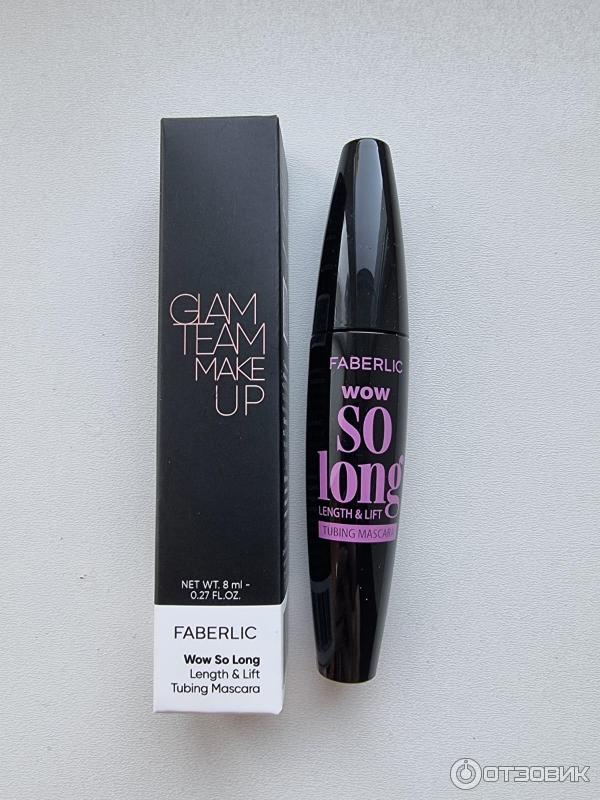 GLAM
TEAM
MAKE
UP
NET WT. 8 ml -
0.27 FL.OZ.
FABERLIC
Wow So Long
Length & Lift
Tubing Mascara
FABERLIC
WOW
SO
long
LENGTH & LIFT
TUBING MASCARA
ОТЗОВИК